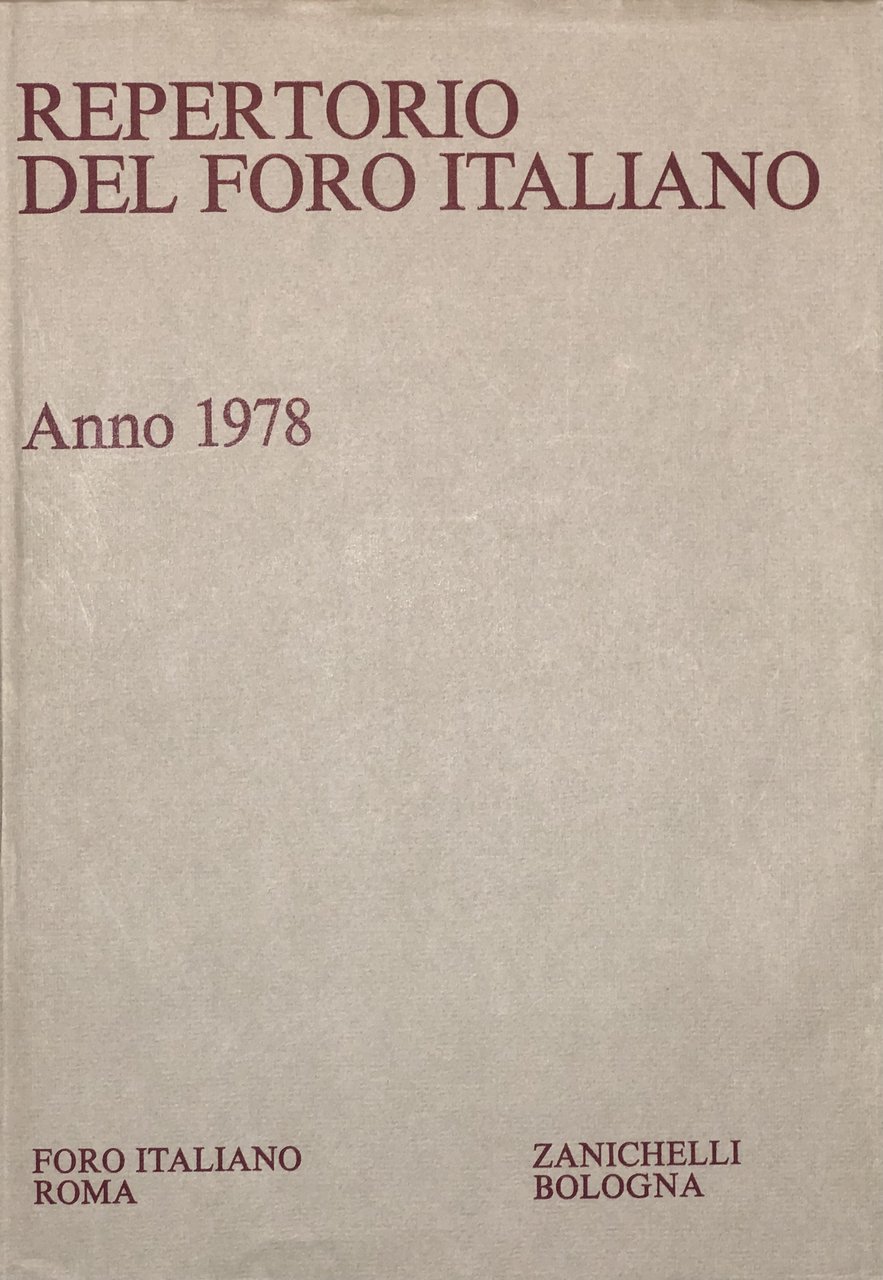 REPERTORIO
DEL FORO ITALIANO
Anno 1978
FORO ITALIANO
ROMA
ZANICHELLI
BOLOGNA